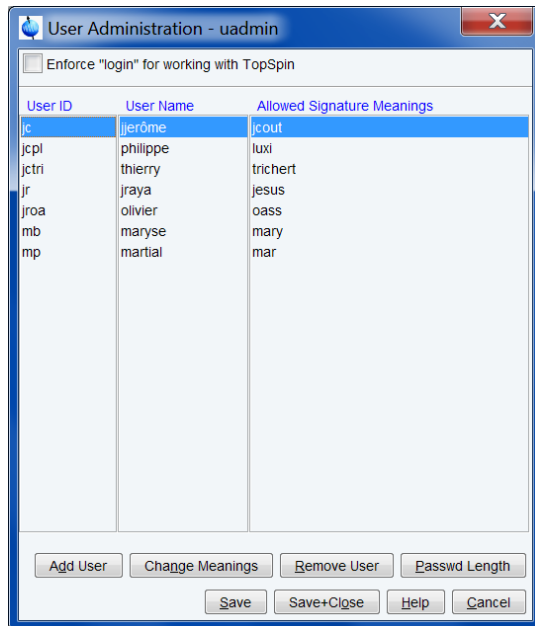 User Administration - uadmin
Enforce "login" for working with TopSpin
User ID User Name Allowed Signature Meanings
jc jjerôme jcout
jcpl philippe luxi
jctri thierry trichert
jr jraya jesus
jroa olivier oass
mb maryse mary
mp martial mar
Add User Change Meanings Remove User Passwd Length
Save Save+Close Help Cancel